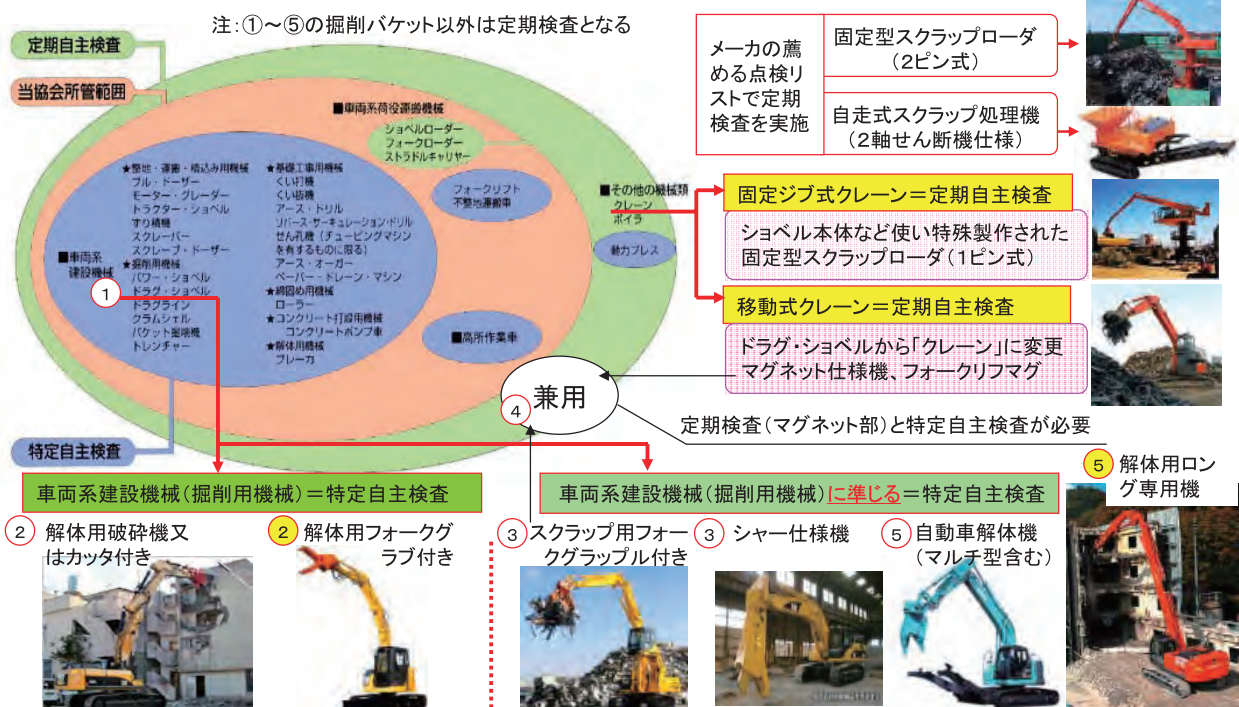 注:①～⑤の掘削バケット以外は定期検査となる
定期自主検査
当協会所管範囲
■車両系荷役運搬機械
ショベルローダー
フォークローダー
ストラドルキャリヤー
★整地・運搬・積込み用機械
ブル・ドーザー
モーター・グレーダー
トラクター・ショベル
ずり積機
スクレーパー
スクレープ・ドーザー
★掘削用機械
パワー・ショベル
ドラグ・ショベル
ドラグライン
クラムシェル
バケット掘削機
トレンチャー
■車両系
建設機械
①
★基礎工事用機械
くい打機
くい抜機
アース・ドリル
リバース・サーキュレーション・ドリル
せん孔機（チュービングマシン
を有するものに限る）
アース・オーガー
ペーパー・ドレーン・マシン
★締固め用機械
ローラー
★コンクリート打設用機械
コンクリートポンプ車
★解体用機械
ブレーカ
フォークリフト
不整地運搬車
■高所作業車
■その他の機械類
クレーン
ボイラ
動力プレス
特定自主検査
④ 兼用
メーカの薦
める点検リ
ストで定期
検査を実施
固定型スクラップローダ
（2ピン式）
自走式スクラップ処理機
（2軸せん断機仕様）
固定ジブ式クレーン＝定期自主検査
ショベル本体など使い特殊製作された
固定型スクラップローダ（1ピン式）
移動式クレーン＝定期自主検査
ドラグ・ショベルから「クレーン」に変更
マグネット仕様機、フォークリフマグ
定期検査（マグネット部）と特定自主検査が必要
車両系建設機械（掘削用機械）＝特定自主検査
車両系建設機械（掘削用機械）に準じる＝特定自主検査
② 解体用破砕機又
はカッタ付き
② 解体用フォークグ
ラブ付き
③ スクラップ用フォー
クグラップル付き
③ シャー仕様機
⑤ 自動車解体機
（マルチ型含む）
⑤ 解体用ロン
グ専用機